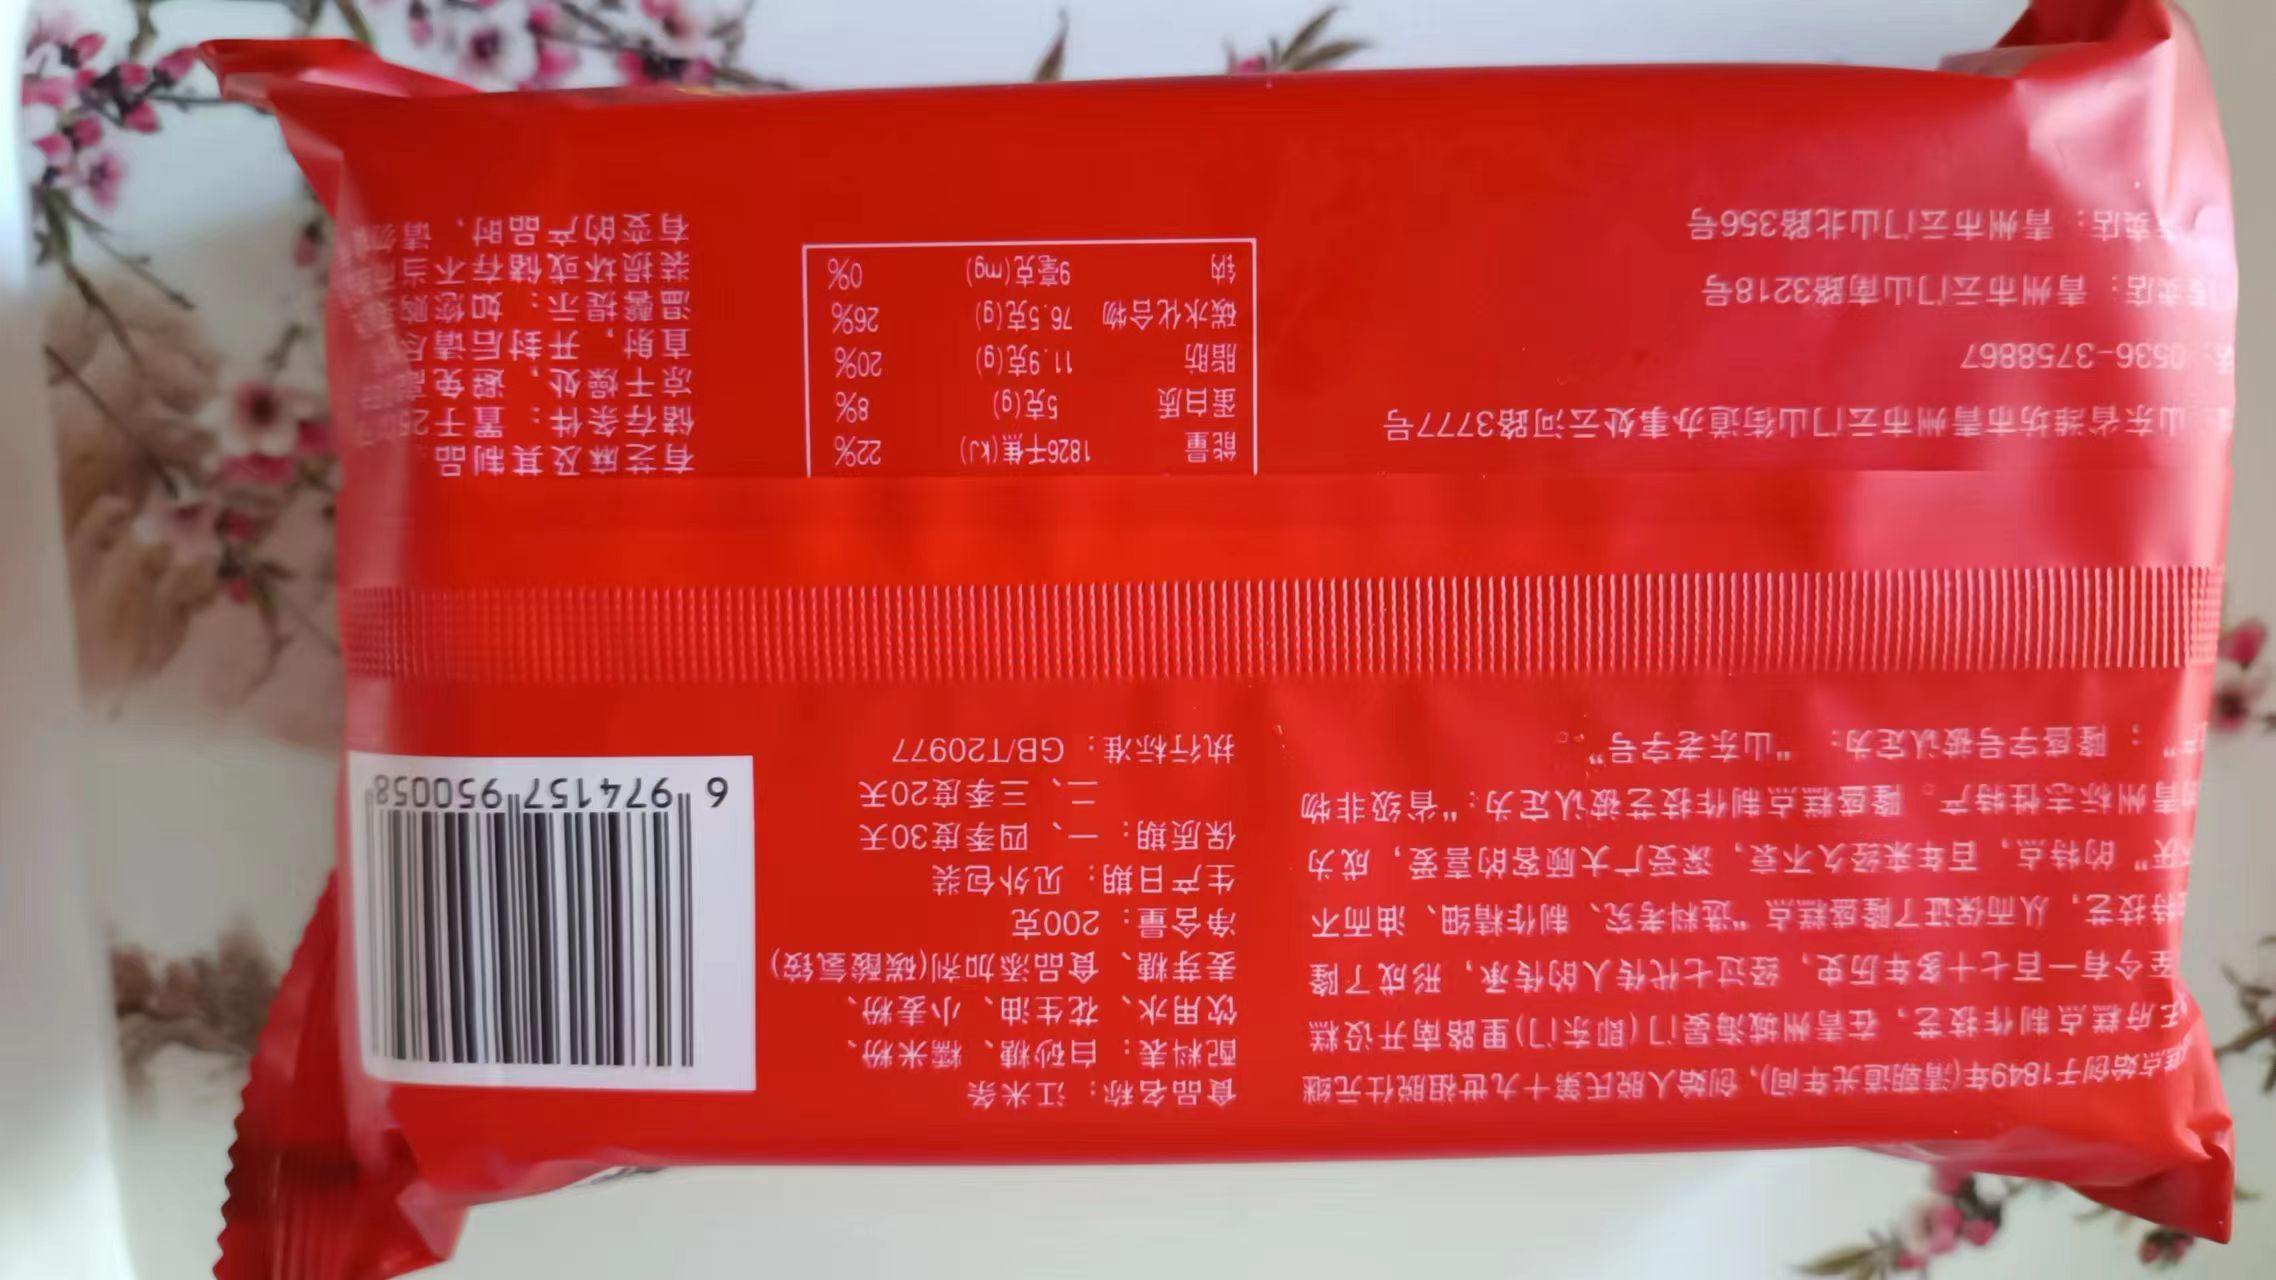 点始创于1849年(清朝道光年间)，创始人脱氏第十九世祖脱仕元继
府糕点制作技艺，在青州城海晏门(即东门)里路南开设糕
至今有一百七十多年历史，经过七代传人的传承，形成了隆
特技艺，从而保证了隆盛糕点“选料考究、制作精细、油而不
”的特点，百年来经久不衰，深受广大顾客的喜爱，成为
青州标志性特产。隆盛糕点制作技艺被认定为：“省级非物
”；隆盛字号被认定为：“山东老字号”。
食品名称：江米条
配料表：白砂糖、糯米粉、
饮用水、花生油、小麦粉、
麦芽糖、食品添加剂(碳酸氢铵)
净含量：200克
生产日期：见外包装
保质期：一、四季度30天
二、三季度20天
执行标准：GB/T20977
6 974157 950058
山东省潍坊市青州市云门山街道办事处云河路3777号
0536-3758867
卖店：青州市云门山南路3218号
卖店：青州市云门山北路356号
能量 1826千焦(kJ) 22%
蛋白质 5克(g) 8%
脂肪 11.9克(g) 20%
碳水化合物 76.5克(g) 26%
钠 9毫克(mg) 0%
有芝麻及其制品
储存条件：置于25
凉干燥处，避免
直射，开封后请尽
温馨提示：如您购
装损坏或储存不当
有变的产品时，请勿